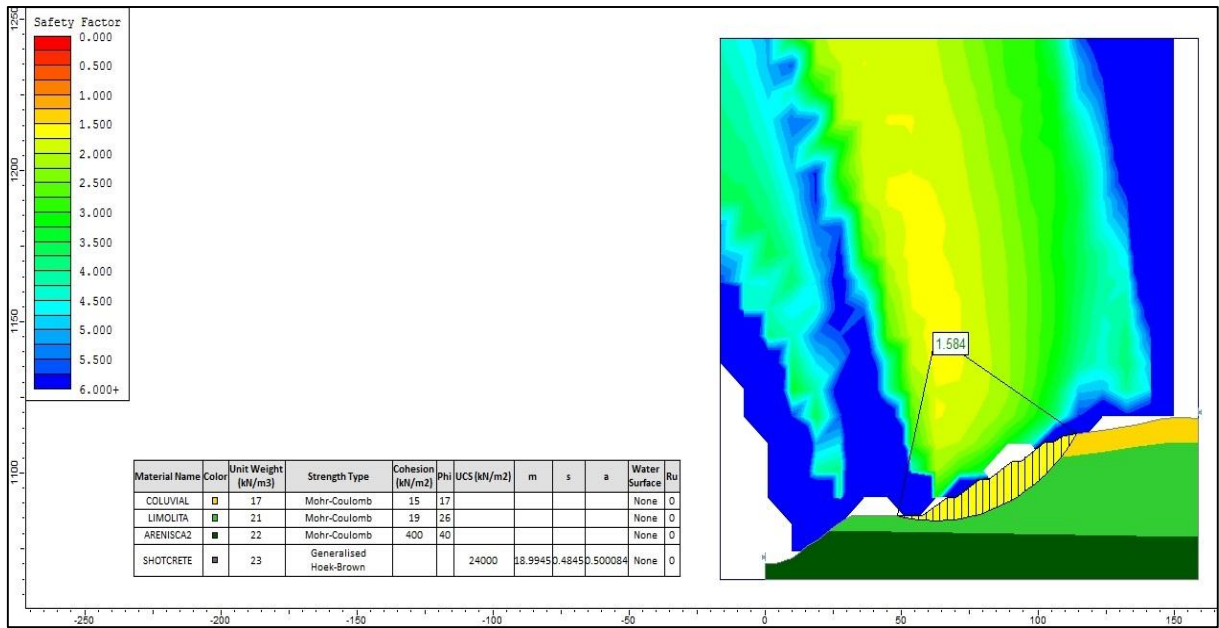 Safety Factor
0.000
0.500
1.000
1.500
2.000
2.500
3.000
3.500
4.000
4.500
5.000
5.500
6.000+
1250
1200
1150
1100
1.584
Material Name Color Unit Weight (kN/m3) Strength Type Cohesion (kN/m2) Phi UCS (kN/m2) m s a Water Surface Ru
COLUVIAL 17 Mohr-Coulomb 15 17 None 0
LIMOLITA 21 Mohr-Coulomb 19 26 None 0
ARENISCA2 22 Mohr-Coulomb 400 40 None 0
SHOTCRETE 23 Generalised Hoek-Brown 24000 18.9945 0.4845 0.500084 None 0
-250 -200 -150 -100 -50 0 50 100 150